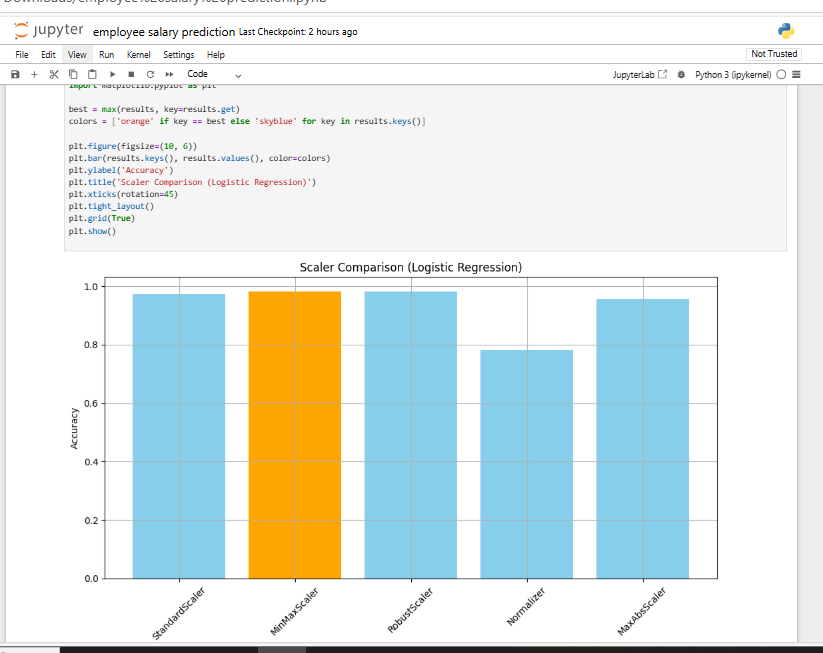 Downloads/employee%20salary%20prediction.ipynb
jupyter employee salary prediction Last Checkpoint: 2 hours ago
File Edit View Run Kernel Settings Help
Not Trusted
Code
JupyterLab
Python 3 (ipykernel)
import matplotlib.pyplot as plt
best = max(results, key=results.get)
colors = ['orange' if key == best else 'skyblue' for key in results.keys()]
plt.figure(figsize=(10, 6))
plt.bar(results.keys(), results.values(), color=colors)
plt.ylabel('Accuracy')
plt.title('Scaler Comparison (Logistic Regression)')
plt.xticks(rotation=45)
plt.tight_layout()
plt.grid(True)
plt.show()
Scaler Comparison (Logistic Regression)
1.0
0.8
0.6
0.4
0.2
0.0
Accuracy
StandardScaler
MinMaxScaler
RobustScaler
Normalizer
MaxAbsScaler